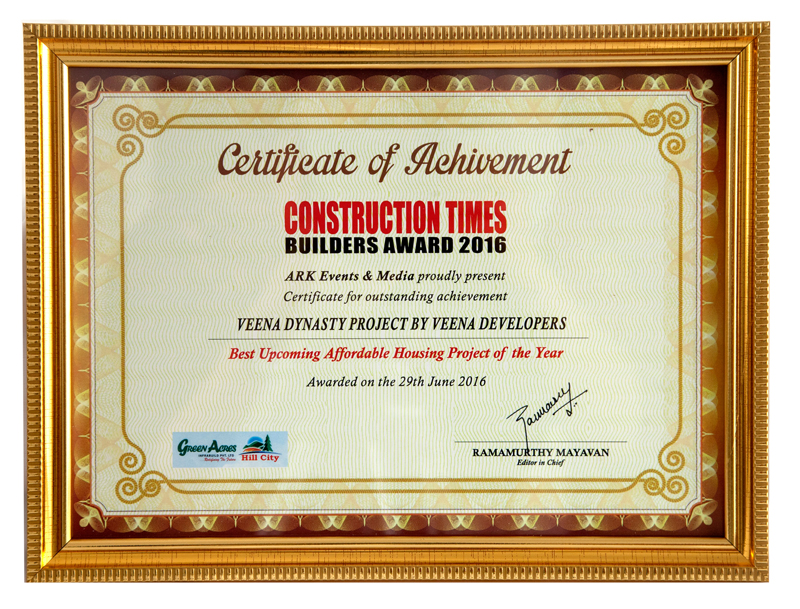 Certificate of Achivement
CONSTRUCTION TIMES
BUILDERS AWARD 2016
ARK Events & Media proudly present
Certificate for outstanding achievement
VEENA DYNASTY PROJECT BY VEENA DEVELOPERS
Best Upcoming Affordable Housing Project of the Year
Awarded on the 29th June 2016
GREEN ACRES
INFRABUILD PVT. LTD.
Hill City
RAMAMURTHY MAYAVAN
Editor in Chief